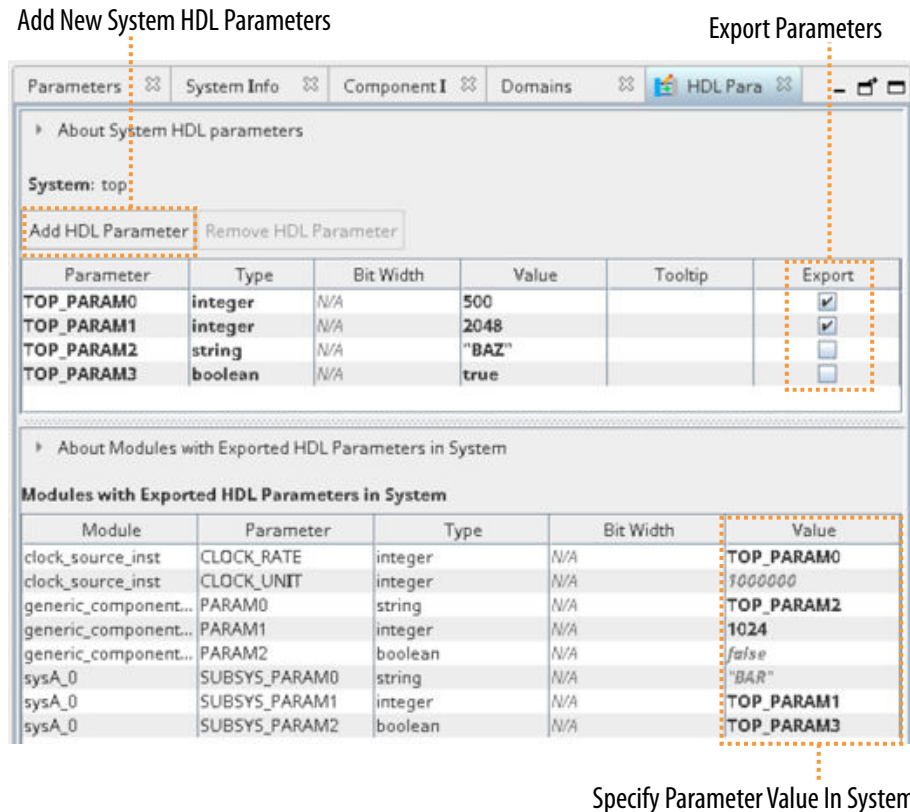 Add New System HDL Parameters
Export Parameters
Parameters System Info Component I Domains HDL Para
About System HDL parameters
System: top
Add HDL Parameter Remove HDL Parameter
Parameter Type Bit Width Value Tooltip Export
TOP_PARAM0 integer N/A 500
TOP_PARAM1 integer N/A 2048
TOP_PARAM2 string N/A "BAZ"
TOP_PARAM3 boolean N/A true
About Modules with Exported HDL Parameters in System
Modules with Exported HDL Parameters in System
Module Parameter Type Bit Width Value
clock_source_inst CLOCK_RATE integer N/A TOP_PARAM0
clock_source_inst CLOCK_UNIT integer N/A 1000000
generic_component... PARAM0 string N/A TOP_PARAM2
generic_component... PARAM1 integer N/A 1024
generic_component... PARAM2 boolean N/A false
sysA_0 SUBSYS_PARAM0 string N/A "BAR"
sysA_0 SUBSYS_PARAM1 integer N/A TOP_PARAM1
sysA_0 SUBSYS_PARAM2 boolean N/A TOP_PARAM3
Specify Parameter Value In System